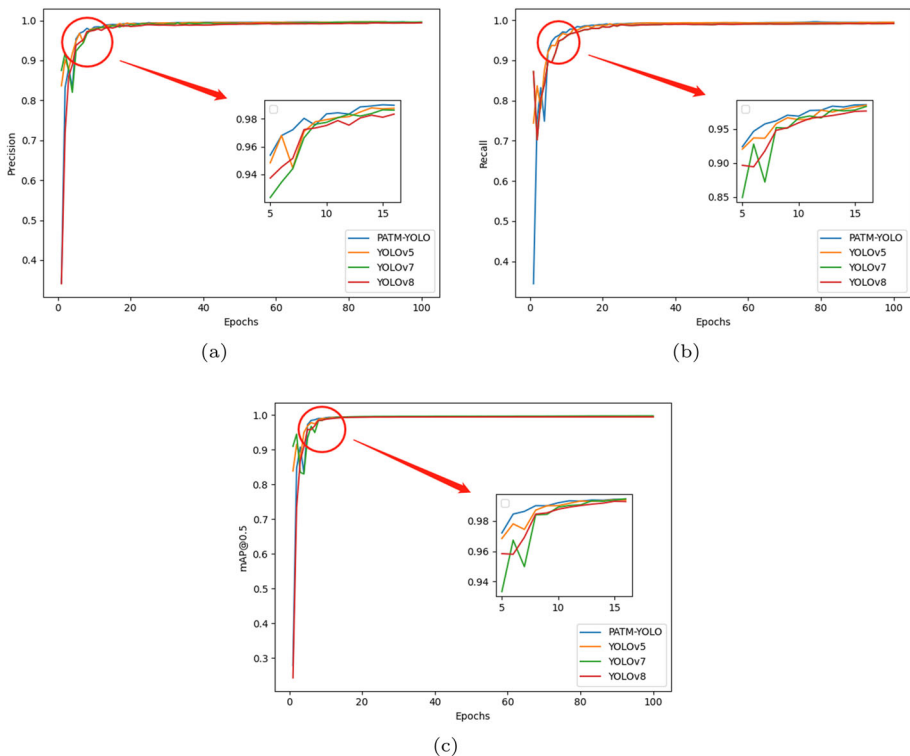 1.0
0.9
0.8
0.7
0.6
0.5
0.4
Precision
0.98
0.94
5 10 15
PATM-YOLO
YOLOv5
YOLOv7
YOLOv8
0 20 40 60 80 100
Epochs
(a)
1.0
0.9
0.8
0.7
0.6
0.5
0.4
Recall
0.95
0.90
0.85
5 10 15
PATM-YOLO
YOLOv5
YOLOv7
YOLOv8
0 20 40 60 80 100
Epochs
(b)
1.0
0.9
0.8
0.7
0.6
0.5
0.4
0.3
mAP@0.5
0.98
0.96
0.94
5 10 15
PATM-YOLO
YOLOv5
YOLOv7
YOLOv8
0 20 40 60 80 100
Epochs
(c)